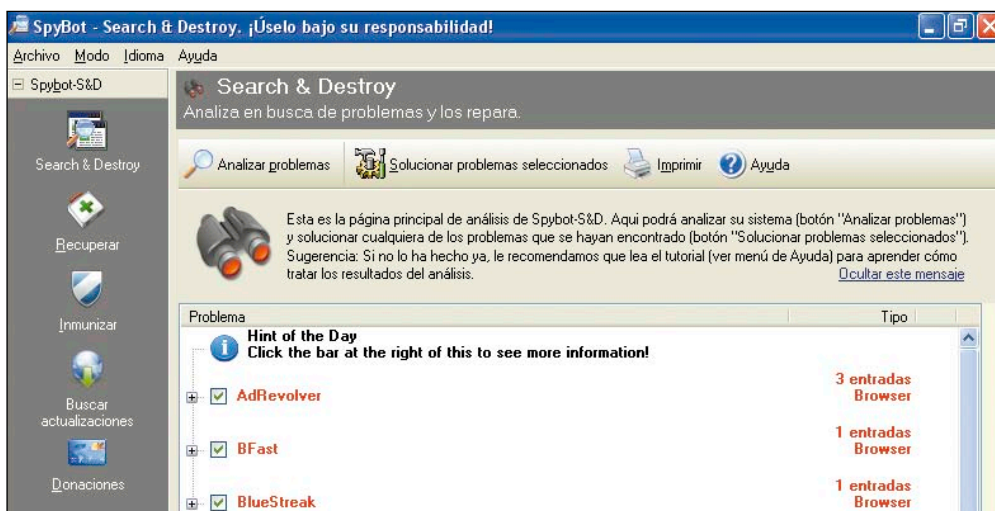 SpyBot - Search & Destroy. ¡Úselo bajo su responsabilidad!
Archivo Modo Idioma Ayuda
Spybot-S&D
Search & Destroy
Recuperar
Inmunizar
Buscar
actualizaciones
Donaciones
Search & Destroy
Analiza en busca de problemas y los repara.
Analizar problemas Solucionar problemas seleccionados Imprimir Ayuda
Esta es la página principal de análisis de Spybot-S&D. Aqui podrá analizar su sistema (botón "Analizar problemas")
y solucionar cualquiera de los problemas que se hayan encontrado (botón "Solucionar problemas seleccionados").
Sugerencia: Si no lo ha hecho ya, le recomendamos que lea el tutorial (ver menú de Ayuda) para aprender cómo
tratar los resultados del análisis. Ocultar este mensaje
Problema Tipo
Hint of the Day
Click the bar at the right of this to see more information!
AdRevolver 3 entradas
Browser
BFast 1 entradas
Browser
BlueStreak 1 entradas
Browser